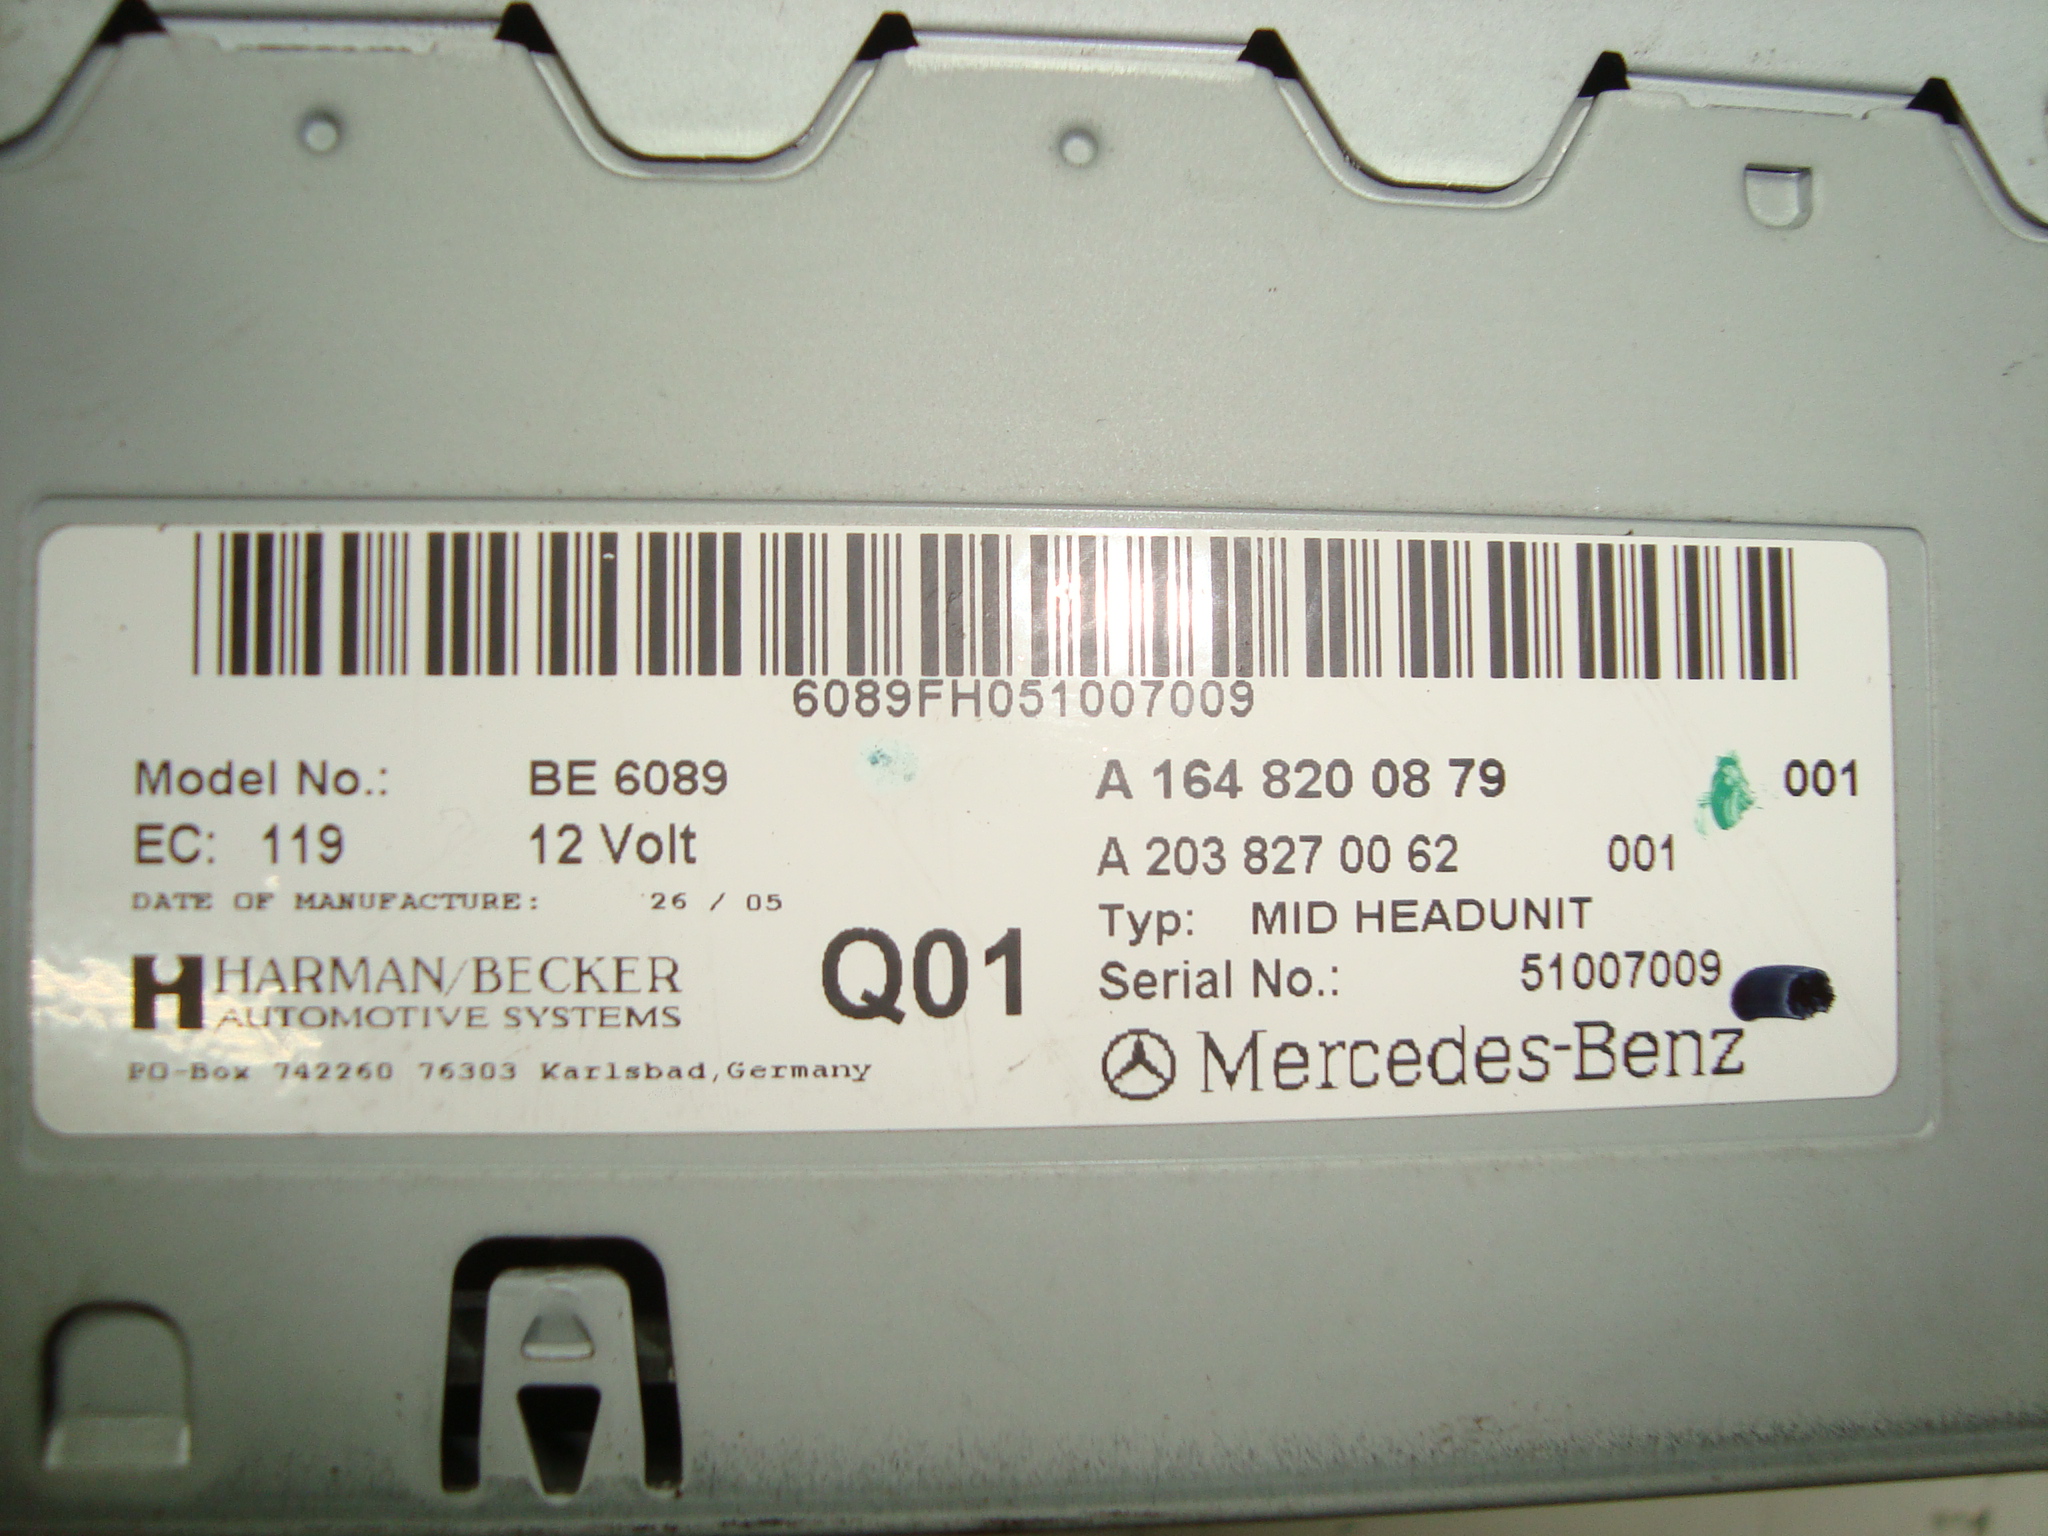 6089FH051007009
Model No.: BE 6089
EC: 119 12 Volt
DATE OF MANUFACTURE: 26 / 05
HARMAN/BECKER
AUTOMOTIVE SYSTEMS
PO-Box 742260 76303 Karlsbad,Germany
Q01
A 164 820 08 79 001
A 203 827 00 62 001
Typ: MID HEADUNIT
Serial No.: 51007009
Mercedes-Benz